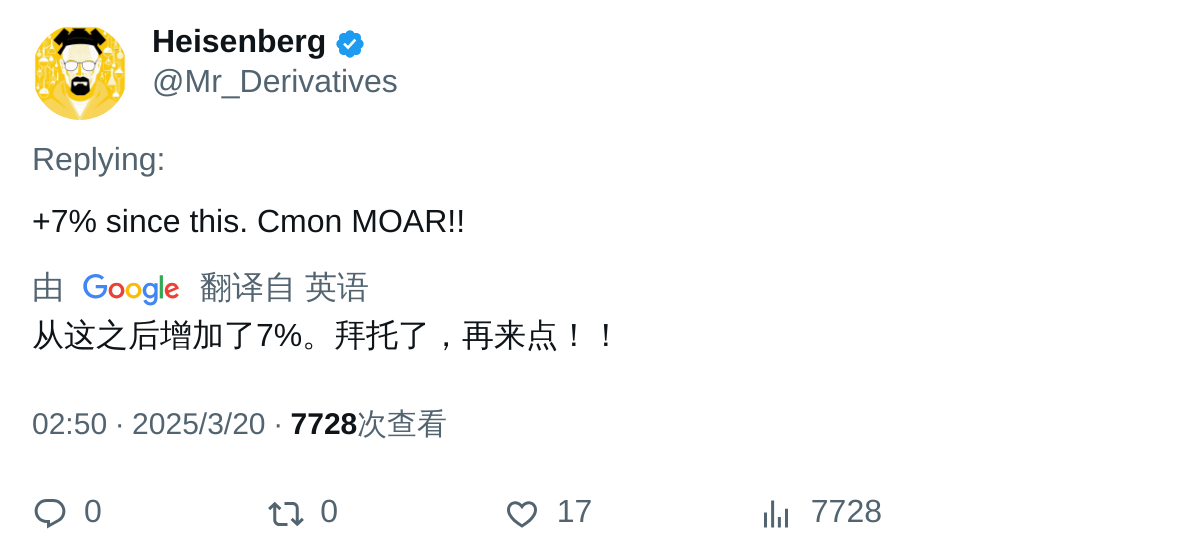 Heisenberg
@Mr_Derivatives
Replying:
+7% since this. Cmon MOAR!!
由 Google 翻译自 英语
从这之后增加了7%。拜托了，再来点！！
02:50 · 2025/3/20 · 7728次查看
0 0 17 7728